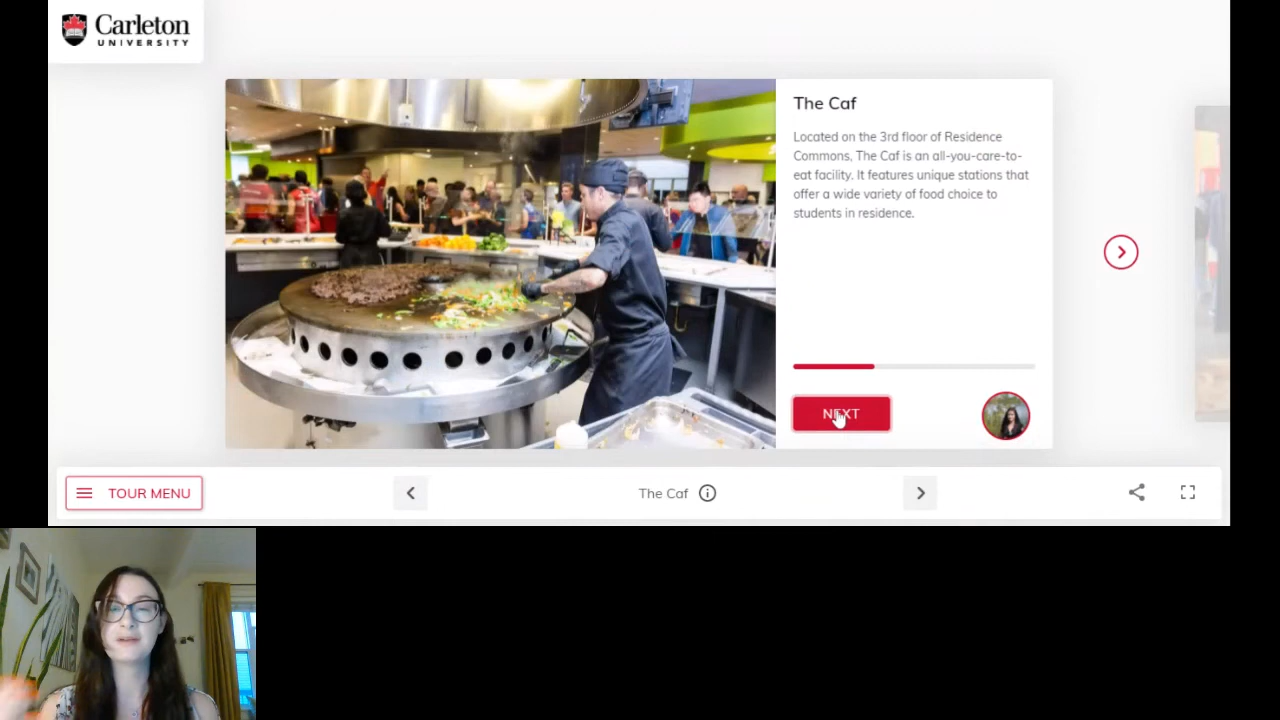 Carleton
UNIVERSITY
The Caf
Located on the 3rd floor of Residence
Commons, The Caf is an all-you-care-to-
eat facility. It features unique stations that
offer a wide variety of food choice to
students in residence.
NEXT
TOUR MENU
The Caf